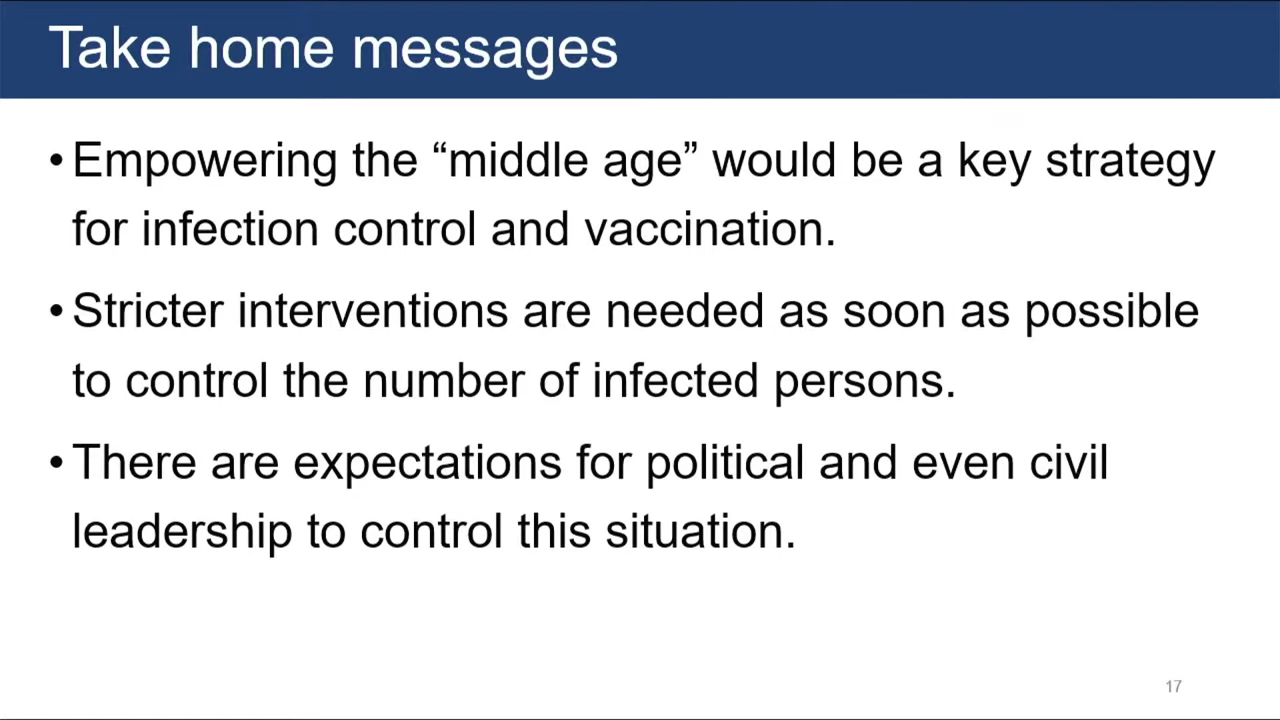 Take home messages
• Empowering the “middle age” would be a key strategy
for infection control and vaccination.
• Stricter interventions are needed as soon as possible
to control the number of infected persons.
• There are expectations for political and even civil
leadership to control this situation.
17